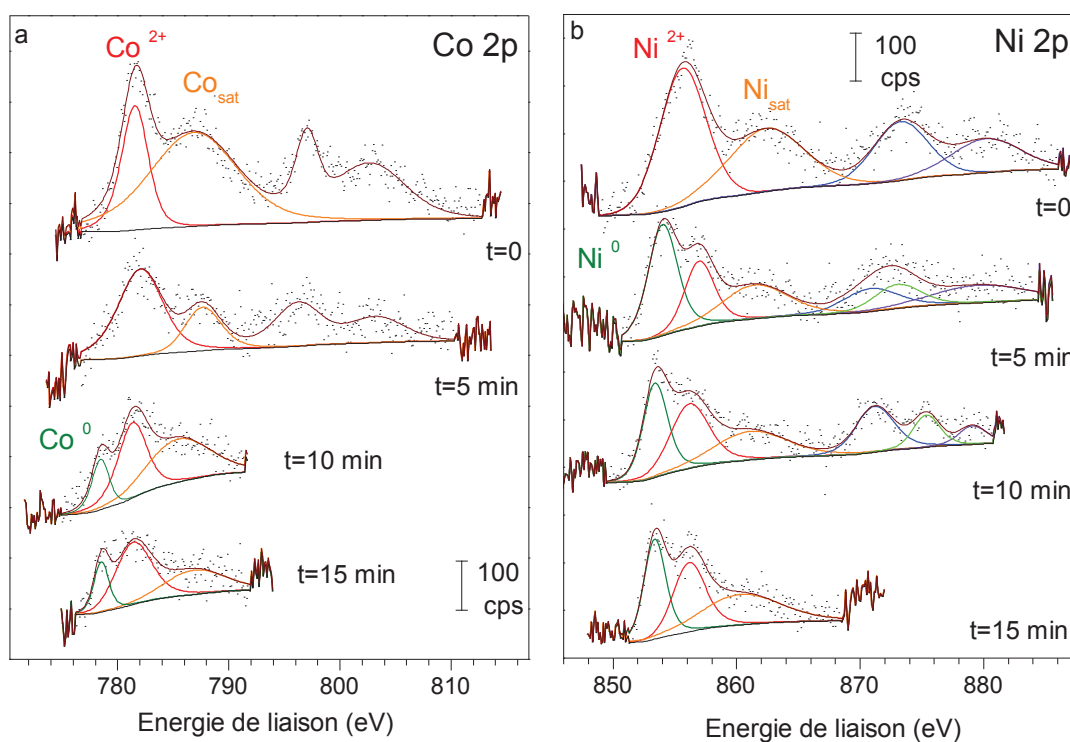 a
Co 2+
Co 2p
Co sat
t=0
t=5 min
Co 0
t=10 min
t=15 min
100
cps
780 790 800 810
Energie de liaison (eV)
b
Ni 2+
100
cps
Ni 2p
Ni sat
t=0
Ni 0
t=5 min
t=10 min
t=15 min
850 860 870 880
Energie de liaison (eV)